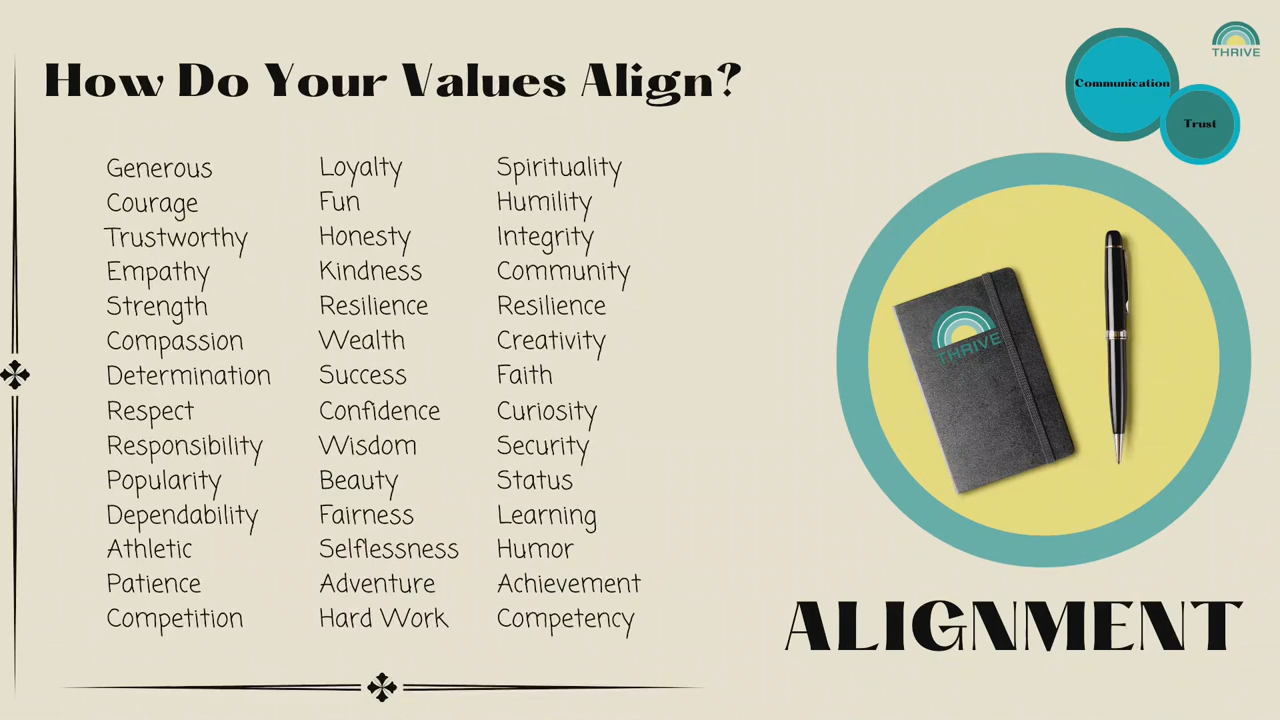 How Do Your Values Align?
THRIVE
Communication
Trust
Generous
Courage
Trustworthy
Empathy
Strength
Compassion
Determination
Respect
Responsibility
Popularity
Dependability
Athletic
Patience
Competition
Loyalty
Fun
Honesty
Kindness
Resilience
Wealth
Success
Confidence
Wisdom
Beauty
Fairness
Selflessness
Adventure
Hard Work
Spirituality
Humility
Integrity
Community
Resilience
Creativity
Faith
Curiosity
Security
Status
Learning
Humor
Achievement
Competency
THRIVE
ALIGNMENT